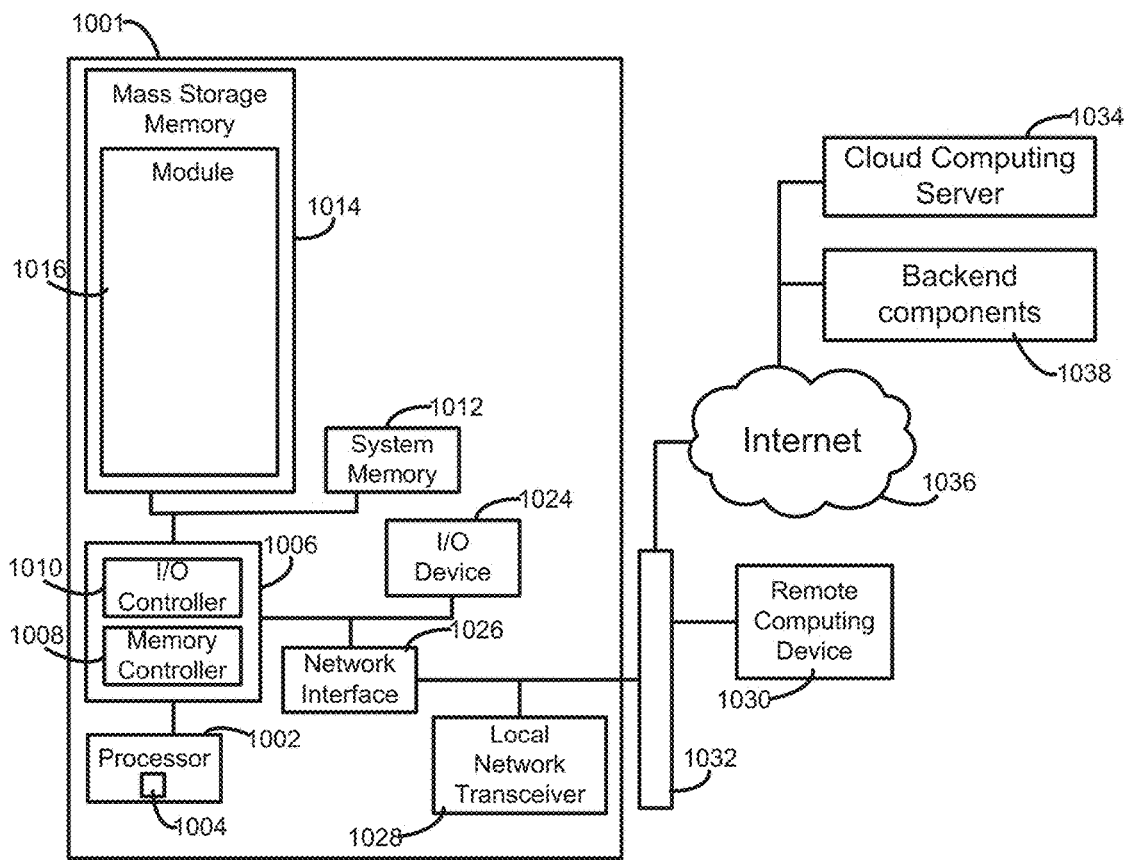 1001
Mass Storage
Memory
Module
1014
1016
1034
Cloud Computing
Server
Backend
components
1038
Internet
1036
1012
System
Memory
1024
I/O
Device
1006
1010
I/O
Controller
1008
Memory
Controller
1026
Network
Interface
Remote
Computing
Device
1030
1002
Processor
1004
Local
Network
Transceiver
1028
1032